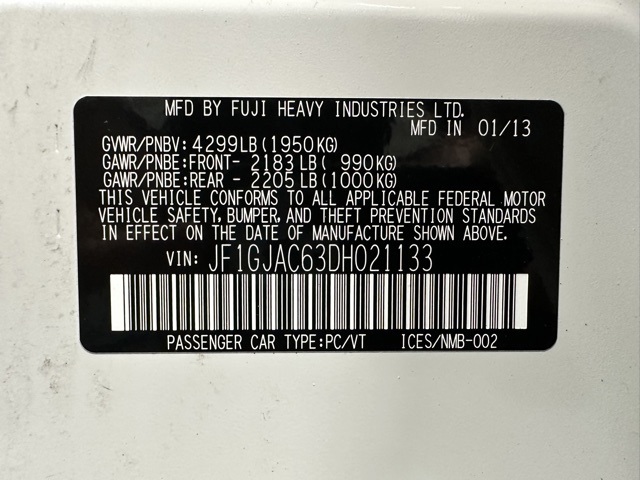 MFD BY FUJI HEAVY INDUSTRIES LTD.
MFD IN 01/13
GVWR/PNBV: 4299LB (1950KG)
GAWR/PNBE:FRONT- 2183 LB ( 990KG)
GAWR/PNBE:REAR - 2205 LB (1000KG)
THIS VEHICLE CONFORMS TO ALL APPLICABLE FEDERAL MOTOR
VEHICLE SAFETY, BUMPER, AND THEFT PREVENTION STANDARDS
IN EFFECT ON THE DATE OF MANUFACTURE SHOWN ABOVE.
VIN: JF1GJAC63DH021133
PASSENGER CAR TYPE:PC/VT ICES/NMB-002